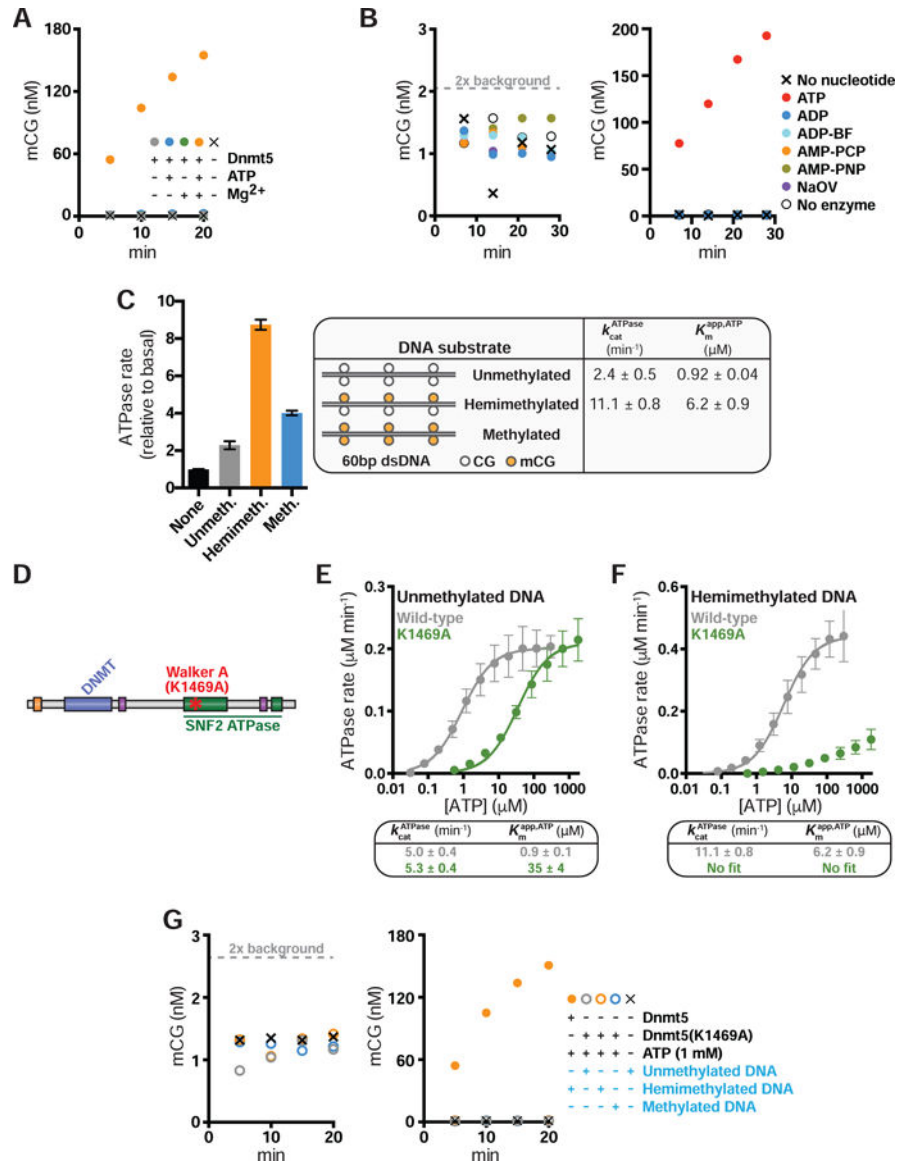 A
mCG (nM)
180
120
60
0
0 10 20
min
Dnmt5 + + + + -
ATP - + - + -
Mg2+ - - + + -
B
mCG (nM)
3
2
1
0
2x background
0 10 20 30
min
mCG (nM)
200
150
100
50
0
0 10 20 30
min
No nucleotide
ATP
ADP
ADP-BF
AMP-PCP
AMP-PNP
NaOV
No enzyme
C
ATPase rate
(relative to basal)
10
8
6
4
2
0
None
Unmeth.
Hemimeth.
Meth.
DNA substrate
kcat ATPase (min-1)
Km app,ATP (μM)
Unmethylated 2.4 ± 0.5 0.92 ± 0.04
Hemimethylated 11.1 ± 0.8 6.2 ± 0.9
Methylated
60bp dsDNA CG mCG
D
DNMT
Walker A
(K1469A)
SNF2 ATPase
E
Unmethylated DNA
Wild-type
K1469A
ATPase rate (μM min-1)
0.3
0.2
0.1
0.0
0.01 0.1 1 10 100 1000
[ATP] (μM)
kcat ATPase (min-1) Km app,ATP (μM)
5.0 ± 0.4 0.9 ± 0.1
5.3 ± 0.4 35 ± 4
F
Hemimethylated DNA
Wild-type
K1469A
ATPase rate (μM min-1)
0.6
0.4
0.2
0.0
0.01 0.1 1 10 100 1000
[ATP] (μM)
kcat ATPase (min-1) Km app,ATP (μM)
11.1 ± 0.8 6.2 ± 0.9
No fit No fit
G
mCG (nM)
3
2
1
0
2x background
0 10 20
min
mCG (nM)
180
120
60
0
0 10 20
min
+ - - - - Dnmt5
- + + + - Dnmt5(K1469A)
+ + + + - ATP (1 mM)
- + - - + Unmethylated DNA
+ - + - - Hemimethylated DNA
- - - + - Methylated DNA